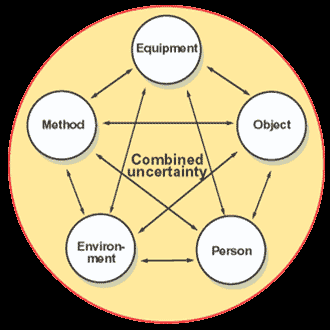 Equipment
Method
Object
Combined
uncertainty
Environ-
ment
Person